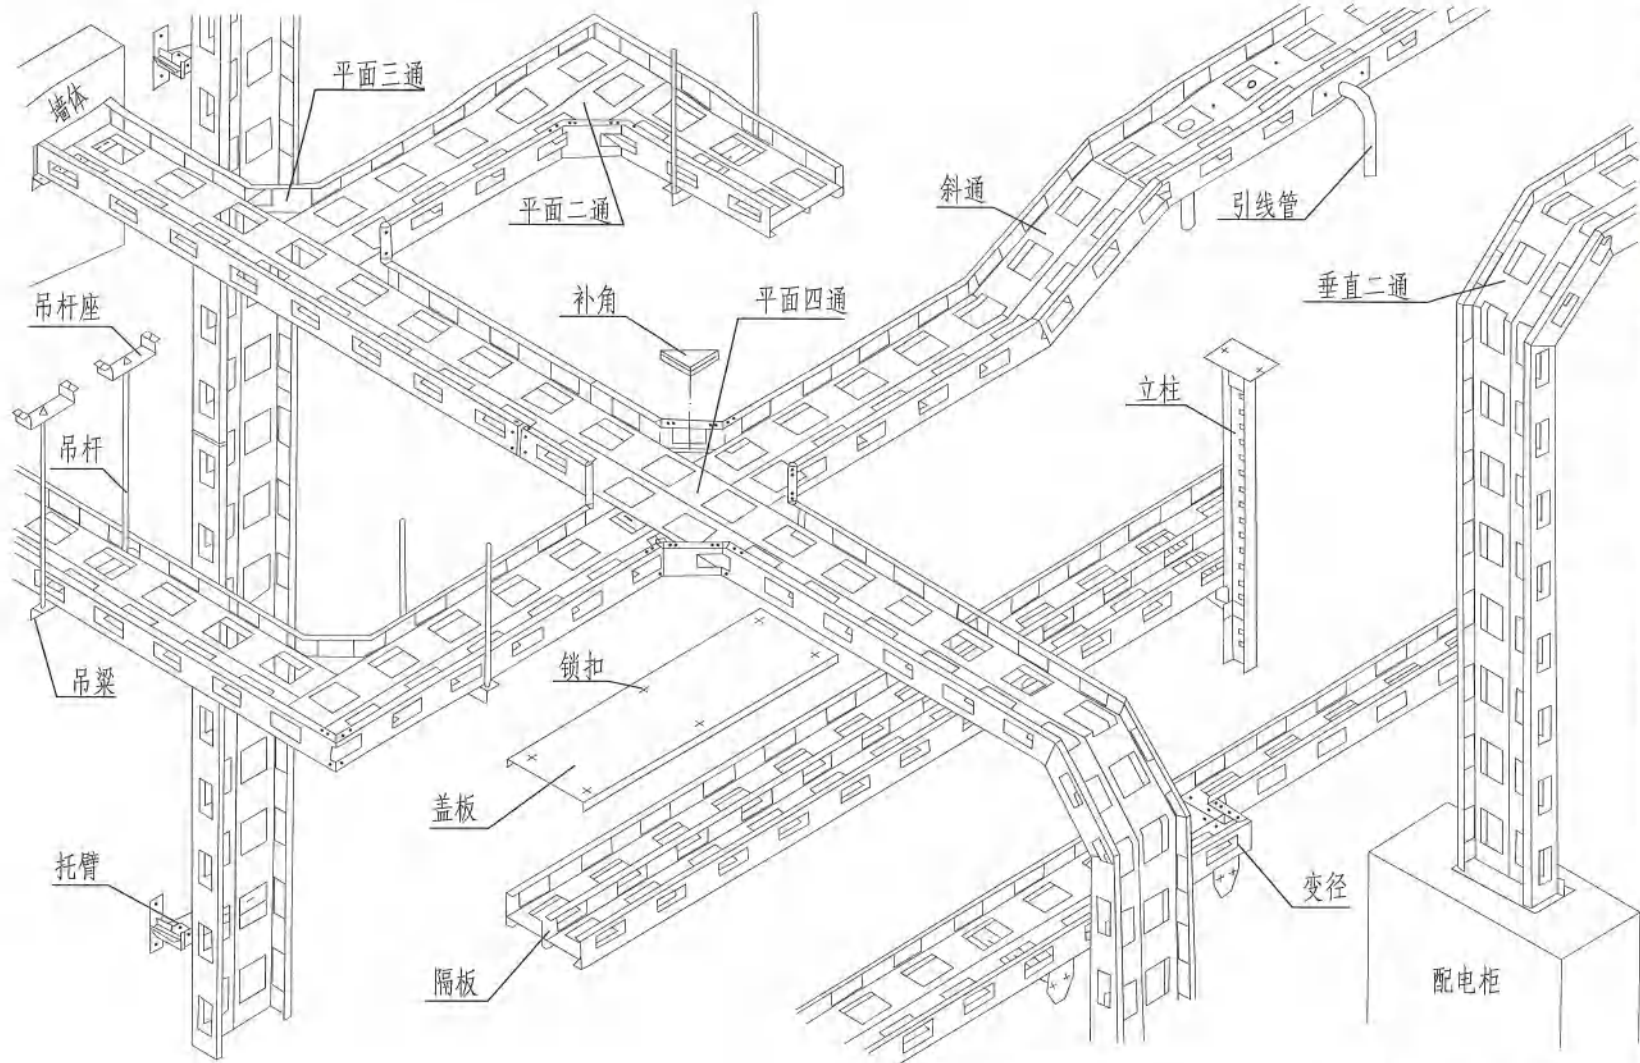 平面三通
墙体
平面二通
斜通
引线管
垂直二通
吊杆座
补角
平面四通
立柱
吊杆
锁扣
吊梁
盖板
托臂
变径
隔板
配电柜